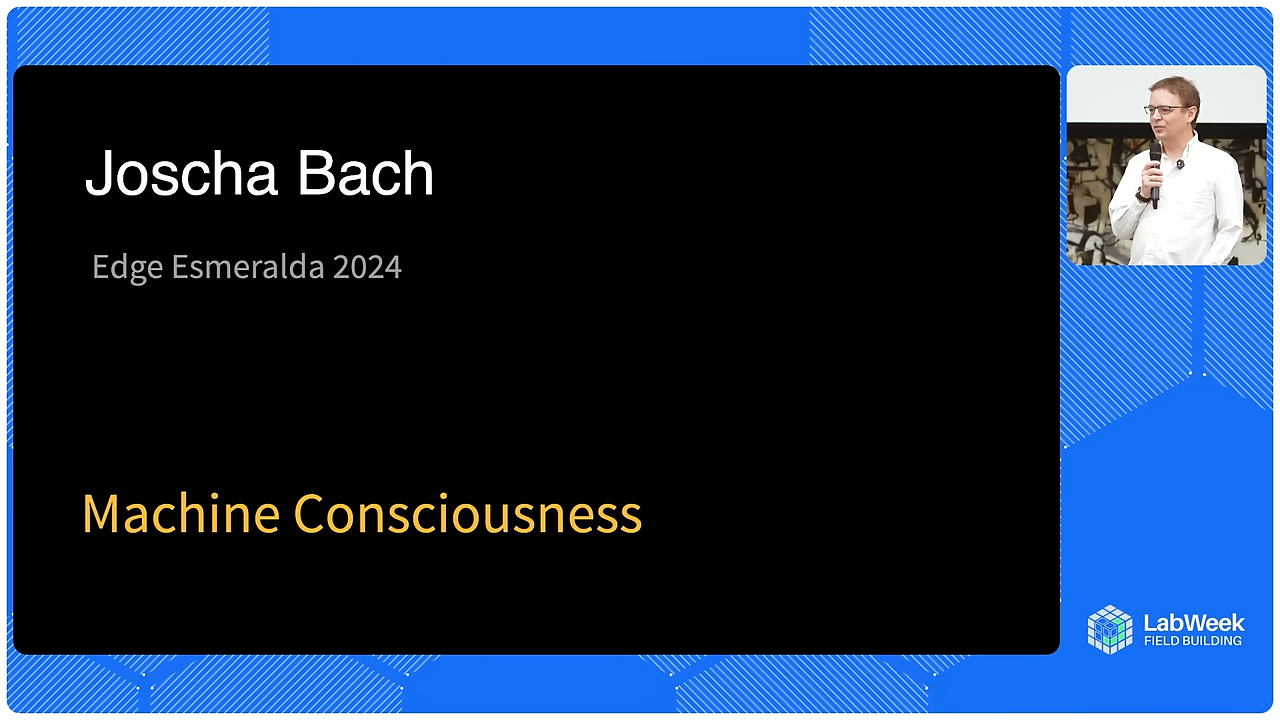 Joscha Bach
Edge Esmeralda 2024
Machine Consciousness
LabWeek
FIELD BUILDING